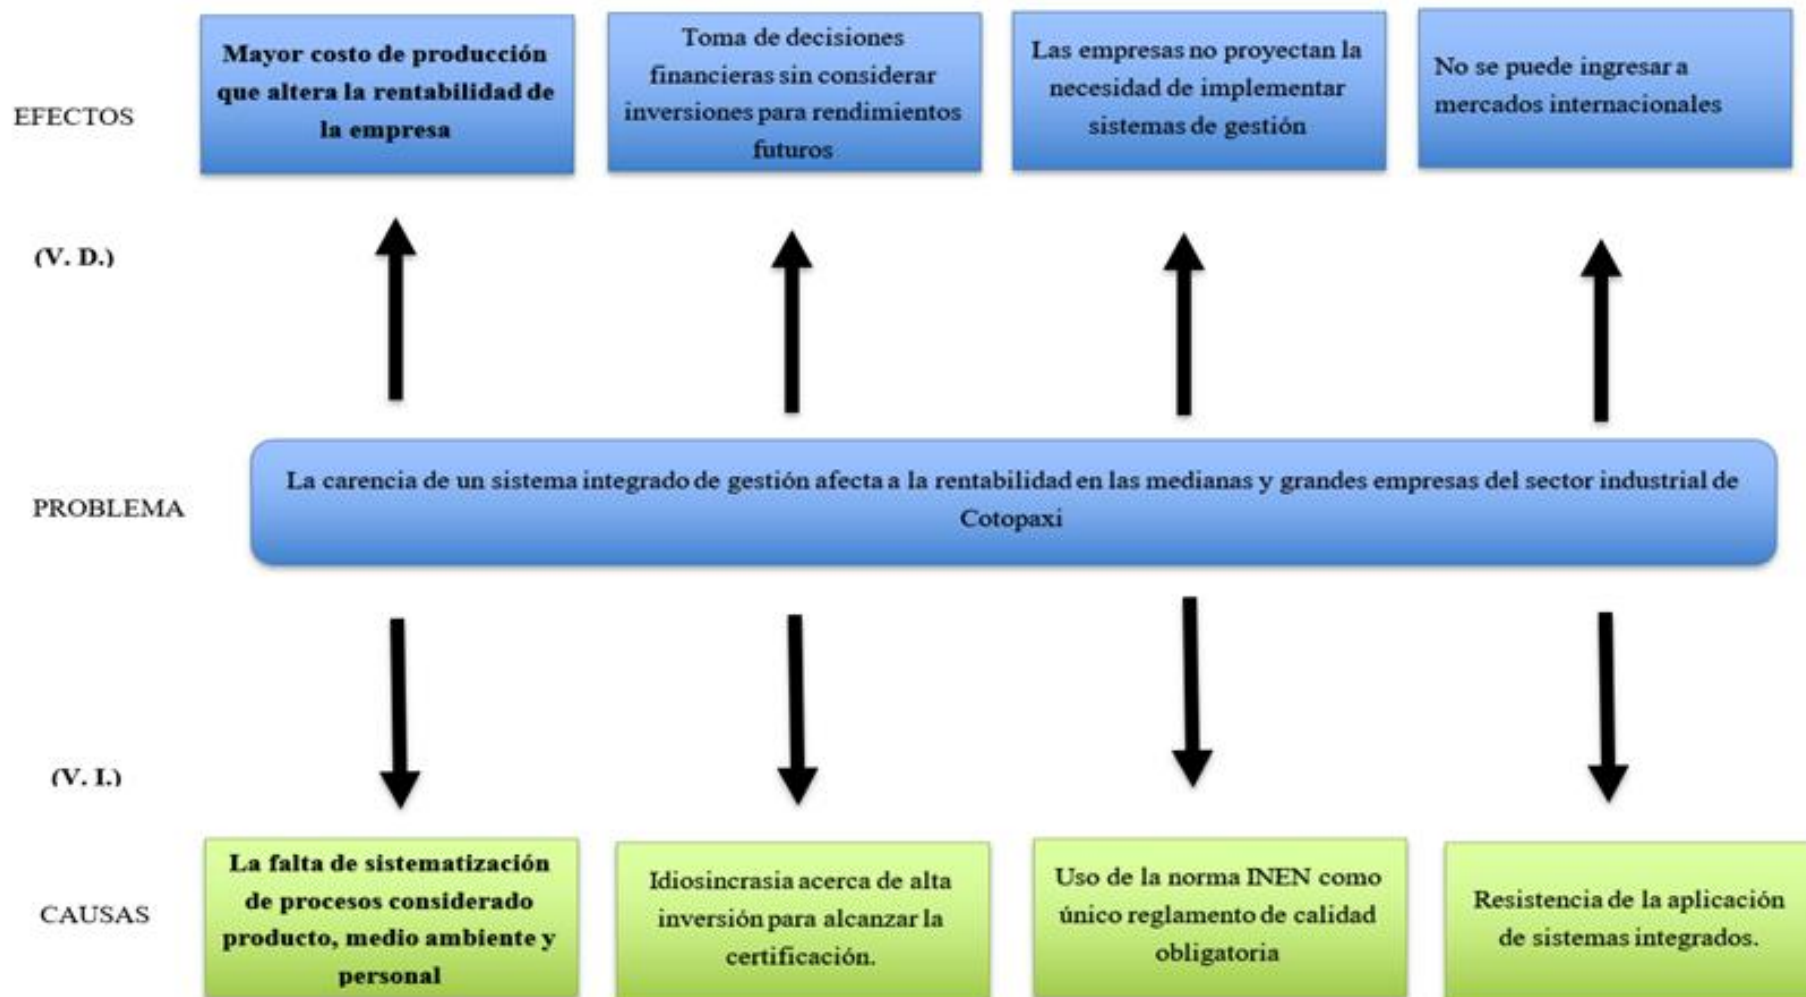 EFECTOS
Mayor costo de producción
que altera la rentabilidad de
la empresa
Toma de decisiones
financieras sin considerar
inversiones para rendimientos
futuros
Las empresas no proyectan la
necesidad de implementar
sistemas de gestión
No se puede ingresar a
mercados internacionales
(V. D.)
PROBLEMA
La carencia de un sistema integrado de gestión afecta a la rentabilidad en las medianas y grandes empresas del sector industrial de
Cotopaxi
(V. I.)
CAUSAS
La falta de sistematización
de procesos considerado
producto, medio ambiente y
personal
Idiosincrasia acerca de alta
inversión para alcanzar la
certificación.
Uso de la norma INEN como
único reglamento de calidad
obligatoria
Resistencia de la aplicación
de sistemas integrados.